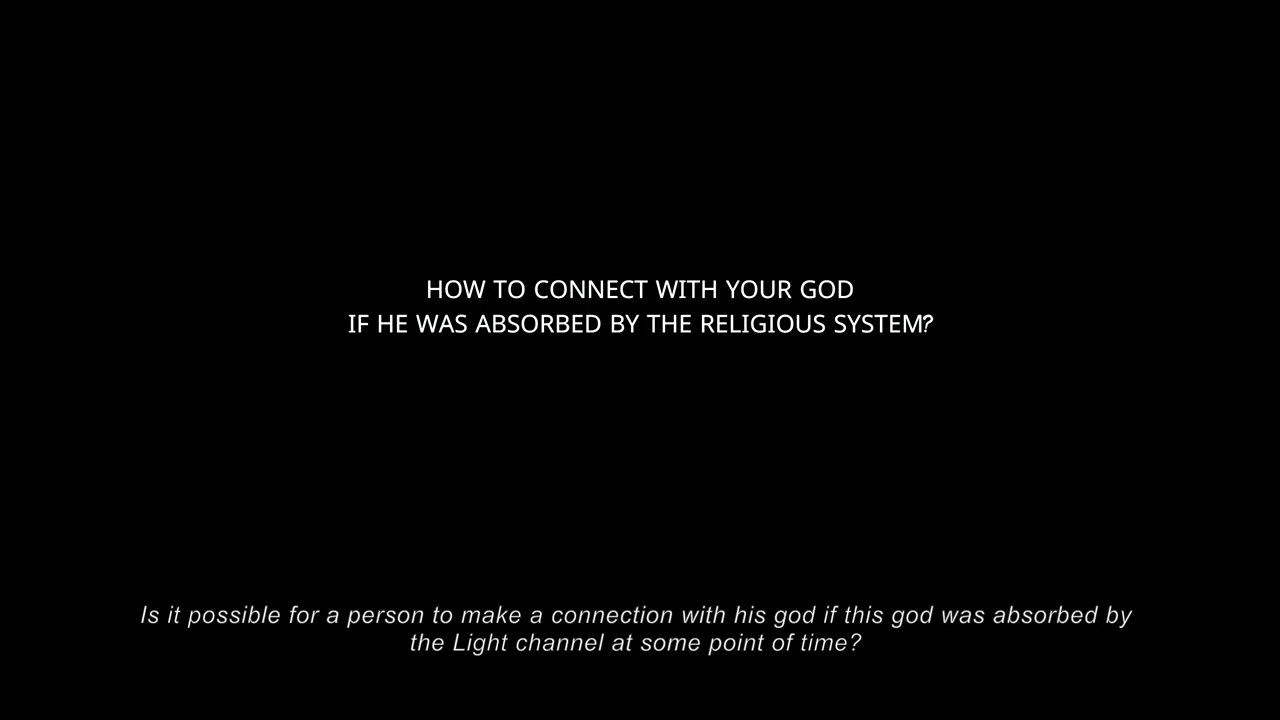 HOW TO CONNECT WITH YOUR GOD
IF HE WAS ABSORBED BY THE RELIGIOUS SYSTEM?
Is it possible for a person to make a connection with his god if this god was absorbed by
the Light channel at some point of time?